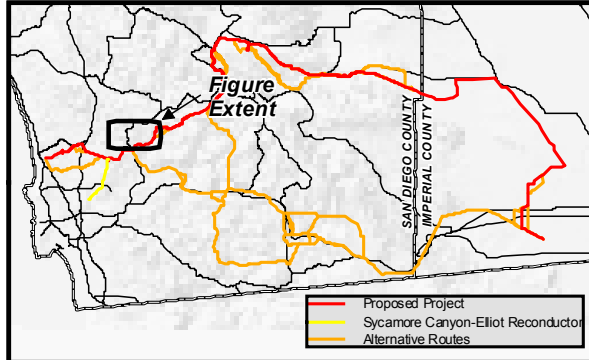 Figure
Extent
SAN DIEGO COUNTY
IMPERIAL COUNTY
Proposed Project
Sycamore Canyon-Elliot Reconductor
Alternative Routes